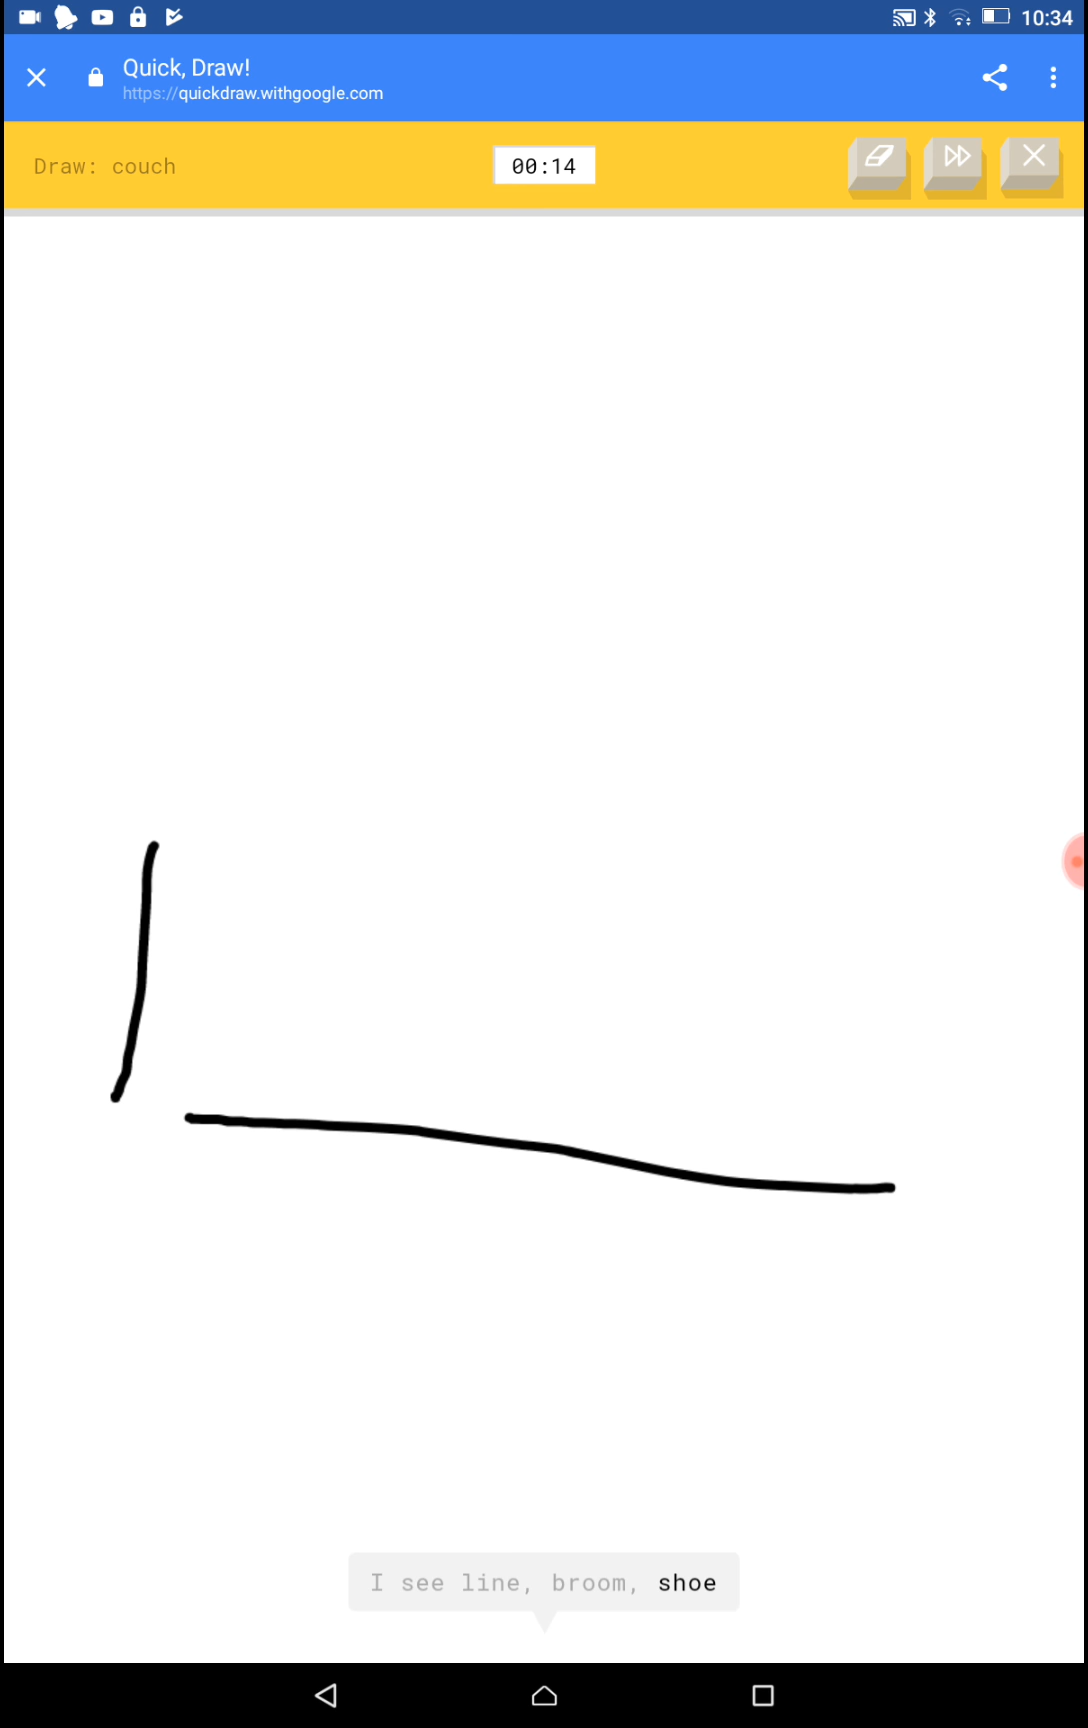 10:34
Quick, Draw!
https://quickdraw.withgoogle.com
Draw: couch
00:14
I see line, broom, shoe